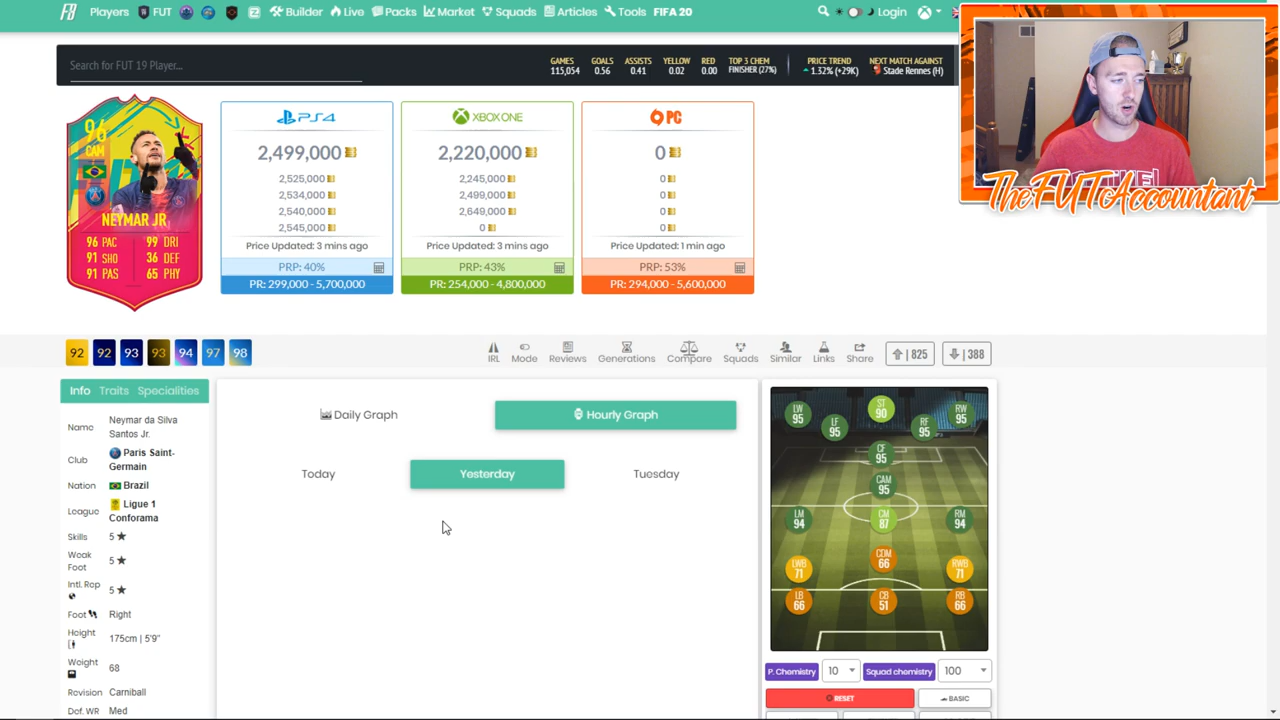 F8 Players FUT Builder Live Packs Market Squads Articles Tools FIFA 20 Login
Search for FUT 19 Player...
GAMES 115,054
GOALS 0.56
ASSISTS 0.41
YELLOW 0.02
RED 0.00
TOP 3 CHEM FINISHER (27%)
PRICE TREND 1.32% (+29K)
NEXT MATCH AGAINST Stade Rennes (H)
TheFUTAccountant
96
CAM
NEYMAR JR
96 PAC 99 DRI
91 SHO 36 DEF
91 PAS 65 PHY
PS4
2,499,000
2,525,000
2,534,000
2,540,000
2,545,000
Price Updated: 3 mins ago
PRP: 40%
PR: 299,000 - 5,700,000
XBOX ONE
2,220,000
2,245,000
2,499,000
2,649,000
0
Price Updated: 3 mins ago
PRP: 43%
PR: 254,000 - 4,800,000
PC
0
0
0
0
0
Price Updated: 1 min ago
PRP: 53%
PR: 294,000 - 5,600,000
92 92 93 93 94 97 98
IRL Mode Reviews Generations Compare Squads Similar Links Share | 825 | 388
Info Traits Specialities
Name Neymar da Silva
Santos Jr.
Club Paris Saint-
Germain
Nation Brazil
League Ligue 1
Conforama
Skills 5
Weak
Foot 5
Intl. Rep 5
Foot Right
Height 175cm | 5'9"
Weight 68
Revision Carniball
Def. WR Med
Daily Graph Hourly Graph
Today Yesterday Tuesday
LW 95
ST 90
RW 95
LF 95
RF 95
CF 95
CAM 95
LM 94
CM 87
RM 94
CDM 66
LWB 71
RWB 71
LB 66
CB 51
RB 66
P. Chemistry 10 Squad chemistry 100
RESET BASIC